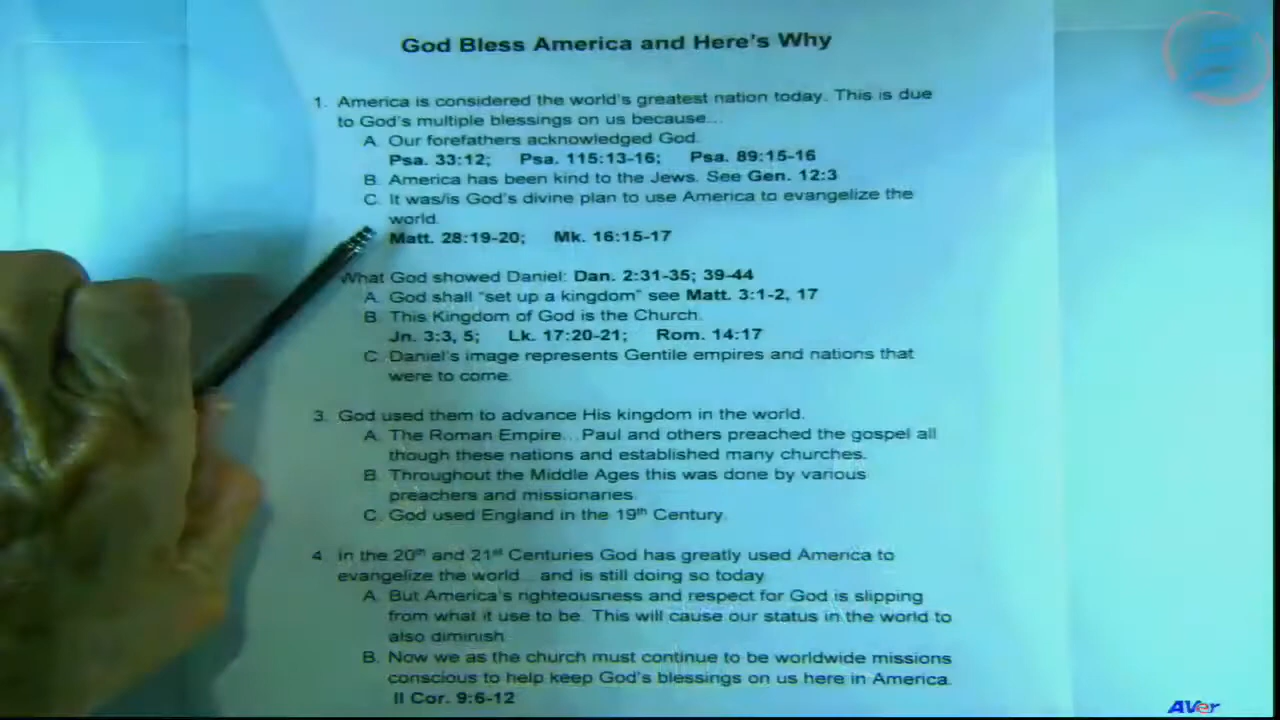 God Bless America and Here's Why
1. America is considered the world's greatest nation today. This is due
to God's multiple blessings on us because...
A. Our forefathers acknowledged God.
Psa. 33:12; Psa. 115:13-16; Psa. 89:15-16
B. America has been kind to the Jews. See Gen. 12:3
C. It was/is God's divine plan to use America to evangelize the
world.
Matt. 28:19-20; Mk. 16:15-17
What God showed Daniel: Dan. 2:31-35; 39-44
A. God shall "set up a kingdom" see Matt. 3:1-2, 17
B. This Kingdom of God is the Church.
Jn. 3:3, 5; Lk. 17:20-21; Rom. 14:17
C. Daniel's image represents Gentile empires and nations that
were to come.
3. God used them to advance His kingdom in the world.
A. The Roman Empire... Paul and others preached the gospel all
though these nations and established many churches.
B. Throughout the Middle Ages this was done by various
preachers and missionaries.
C. God used England in the 19th Century.
4. In the 20th and 21st Centuries God has greatly used America to
evangelize the world... and is still doing so today
A. But America's righteousness and respect for God is slipping
from what it use to be. This will cause our status in the world to
also diminish.
B. Now we as the church must continue to be worldwide missions
conscious to help keep God's blessings on us here in America.
II Cor. 9:6-12
AVer